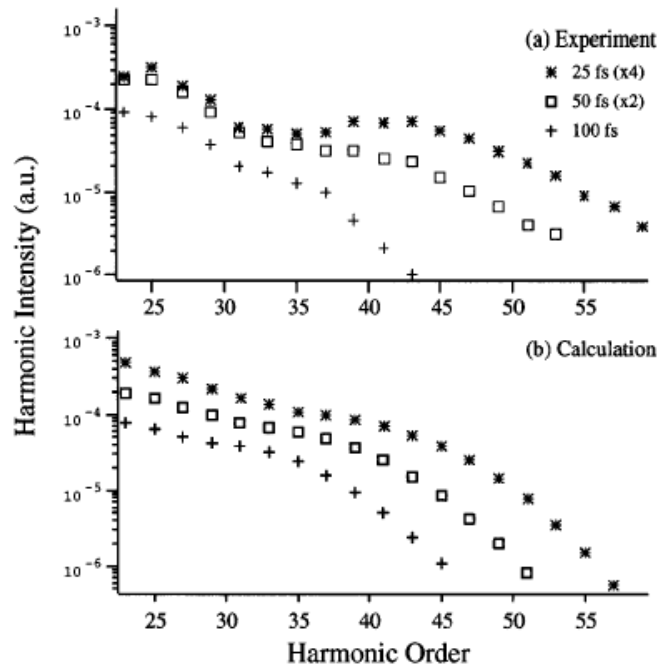 10⁻³
(a) Experiment
✳ 25 fs (x4)
□ 50 fs (x2)
+ 100 fs
10⁻⁴
10⁻⁵
10⁻⁶
25 30 35 40 45 50 55
Harmonic Intensity (a.u.)
10⁻³
(b) Calculation
10⁻⁴
10⁻⁵
10⁻⁶
25 30 35 40 45 50 55
Harmonic Order